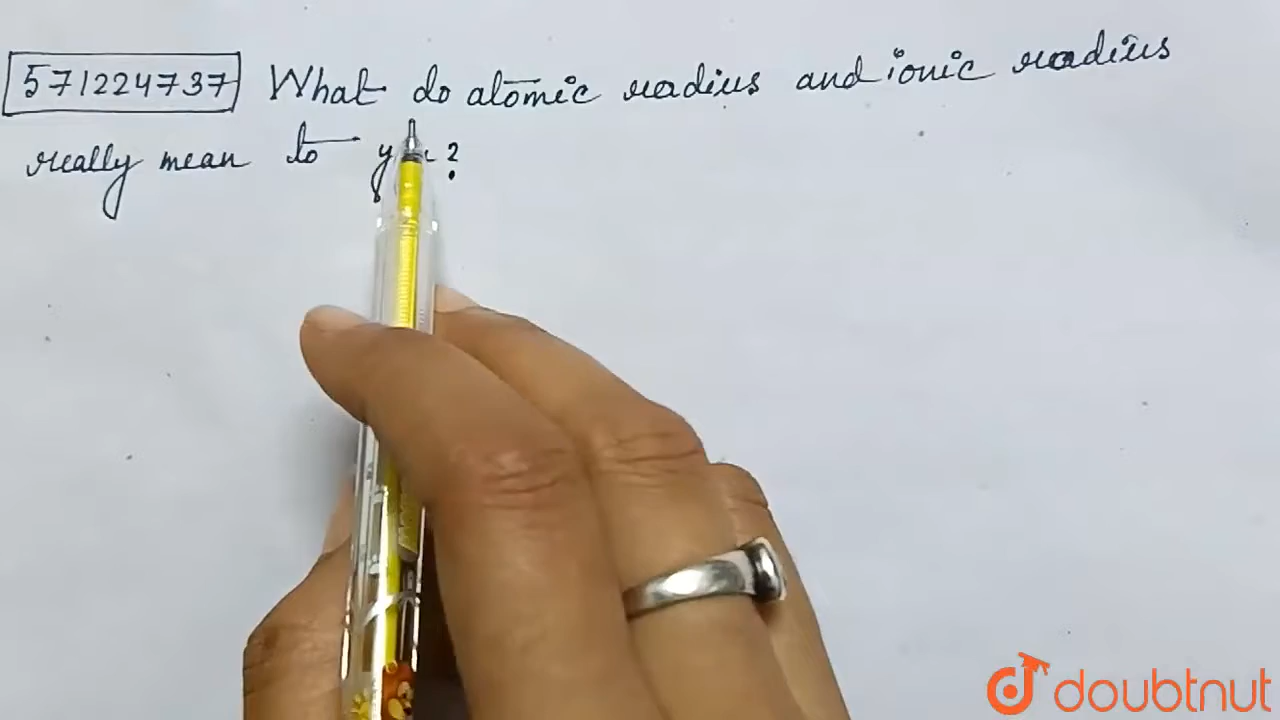 571224737 What do atomic radius and ionic radius
really mean to ?
doubtnut